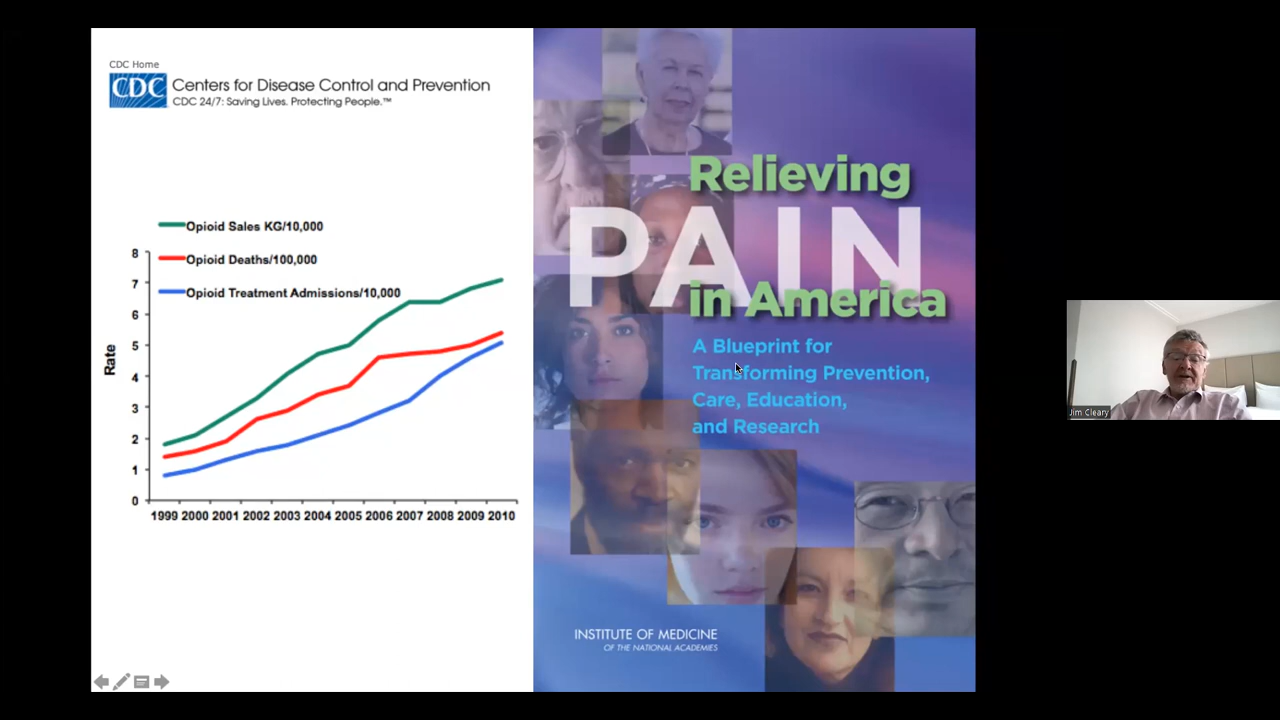 CDC Home
CDC
Centers for Disease Control and Prevention
CDC 24/7: Saving Lives. Protecting People.™
Opioid Sales KG/10,000
Opioid Deaths/100,000
Opioid Treatment Admissions/10,000
Rate
8
7
6
5
4
3
2
1
0
1999 2000 2001 2002 2003 2004 2005 2006 2007 2008 2009 2010
Relieving
PAIN
in America
A Blueprint for
Transforming Prevention,
Care, Education,
and Research
INSTITUTE OF MEDICINE
OF THE NATIONAL ACADEMIES
Jim Cleary